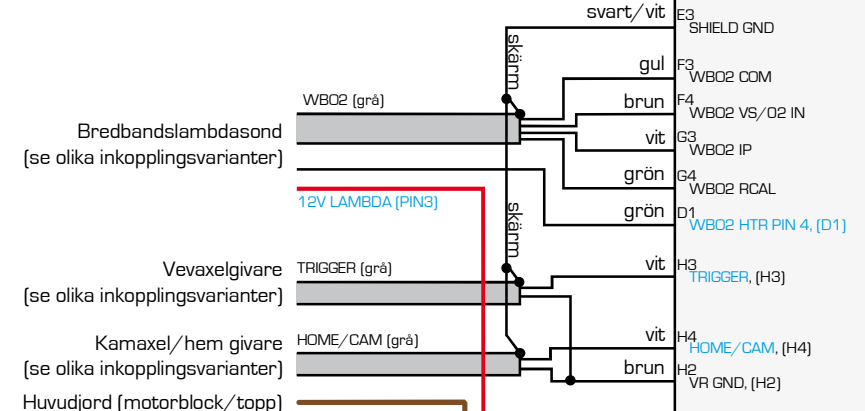 svart/vit E3
SHIELD GND
skärm
gul F3
WBO2 COM
WBO2 (grå)
brun F4
WBO2 VS/O2 IN
Bredbandslambdasond
(se olika inkopplingsvarianter)
vit G3
WBO2 IP
grön G4
WBO2 RCAL
12V LAMBDA (PIN3)
grön D1
WBO2 HTR PIN 4, (D1)
skärm
Vevaxelgivare
(se olika inkopplingsvarianter)
TRIGGER (grå)
vit H3
TRIGGER, (H3)
Kamaxel/hem givare
(se olika inkopplingsvarianter)
HOME/CAM (grå)
vit H4
HOME/CAM, (H4)
brun H2
VR GND, (H2)
Huvudjord (motorblock/topp)